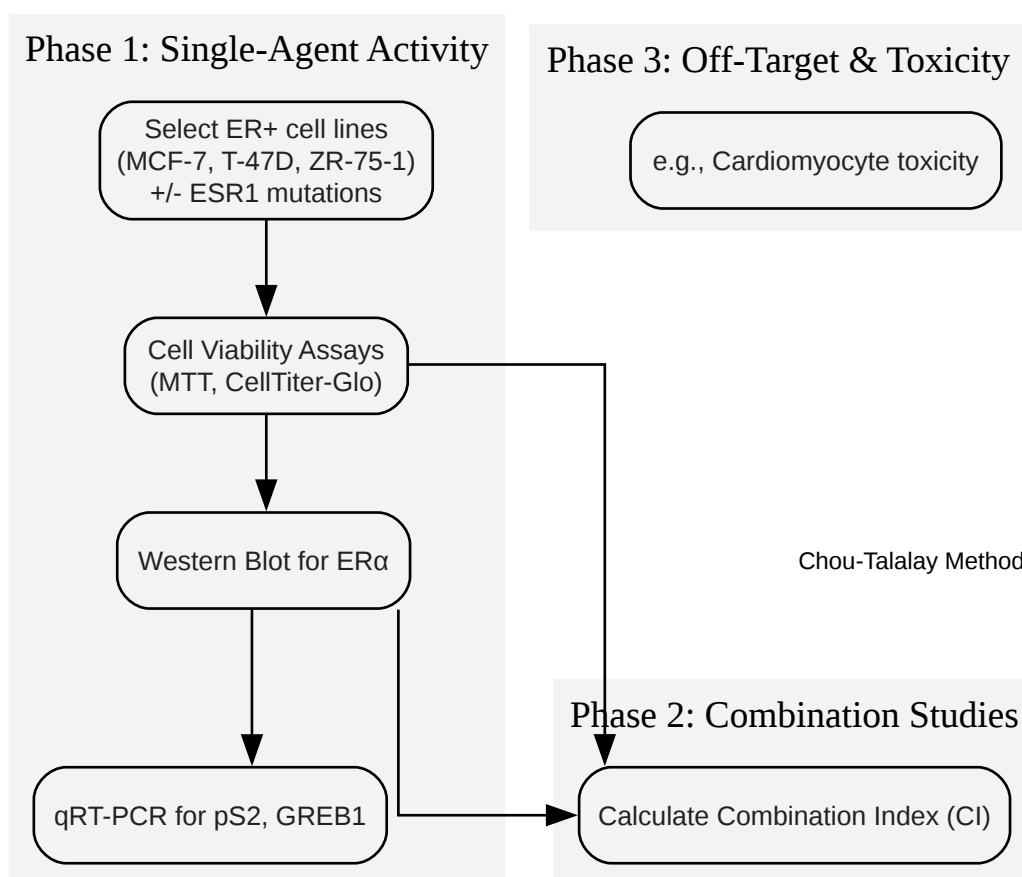 Phase 1: Single-Agent Activity
Select ER+ cell lines
(MCF-7, T-47D, ZR-75-1)
+/- ESR1 mutations
Cell Viability Assays
(MTT, CellTiter-Glo)
Western Blot for ERα
qRT-PCR for pS2, GREB1
Phase 3: Off-Target & Toxicity
e.g., Cardiomyocyte toxicity
Chou-Talalay Method
Phase 2: Combination Studies
Calculate Combination Index (CI)